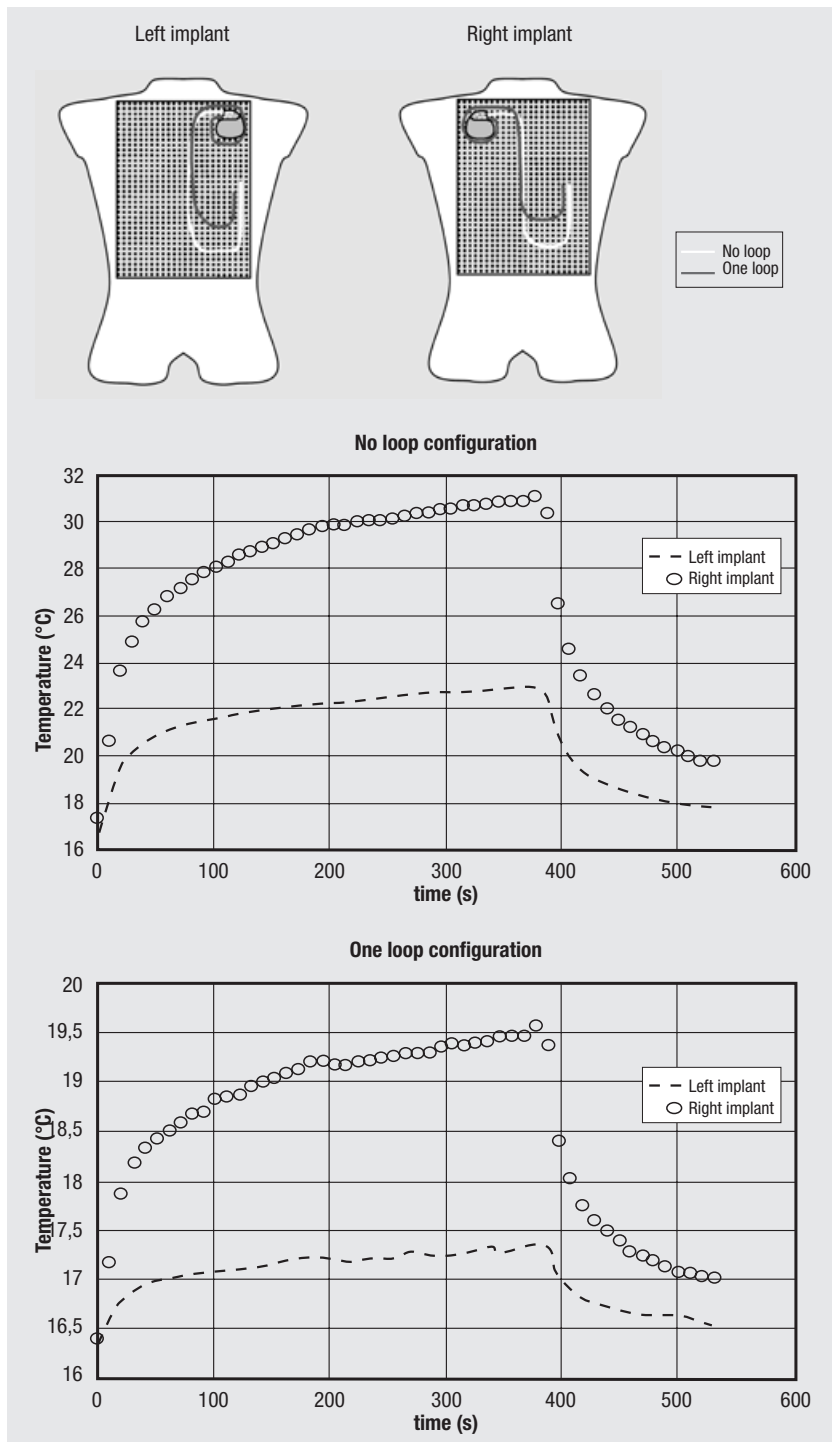 Left implant
Right implant
No loop
One loop
No loop configuration
32
30
28
26
24
22
20
18
16
Temperature (°C)
Left implant
Right implant
0
100
200
300
400
500
600
time (s)
One loop configuration
20
19,5
19
18,5
18
17,5
17
16,5
16
Temperature (°C)
Left implant
Right implant
0
100
200
300
400
500
600
time (s)